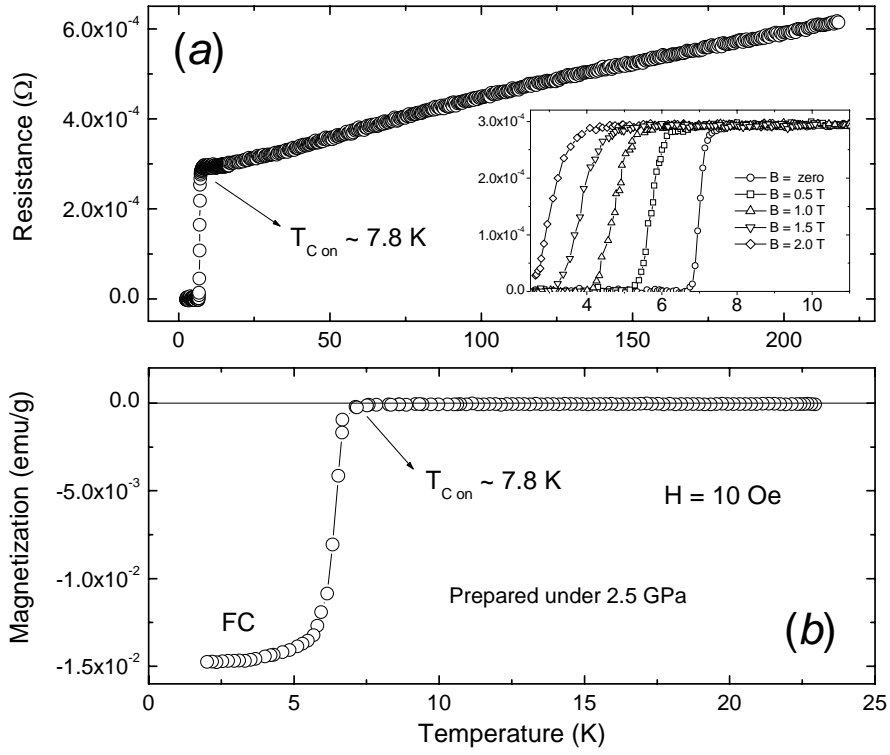 (a)
6.0x10-4
4.0x10-4
2.0x10-4
0.0
Resistance (Ω)
T C on ~ 7.8 K
3.0x10-4
2.0x10-4
1.0x10-4
0.0
B = zero
B = 0.5 T
B = 1.0 T
B = 1.5 T
B = 2.0 T
4 6 8 10
0 50 100 150 200
0.0
-5.0x10-3
-1.0x10-2
-1.5x10-2
Magnetization (emu/g)
T C on ~ 7.8 K
H = 10 Oe
Prepared under 2.5 GPa
FC
(b)
0 5 10 15 20 25
Temperature (K)